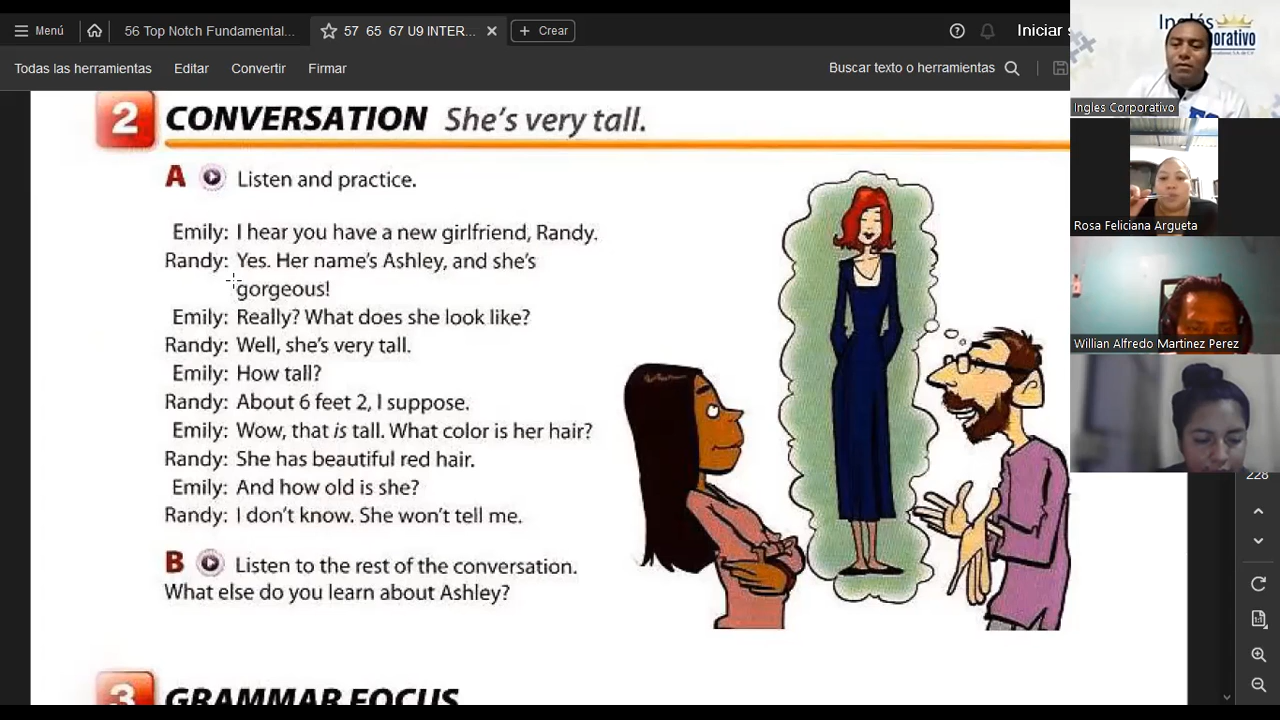 Menú
56 Top Notch Fundamental...
57 65 67 U9 INTER...
Crear
Iniciar s
Todas las herramientas
Editar
Convertir
Firmar
Buscar texto o herramientas
2 CONVERSATION She's very tall.
A Listen and practice.
Emily: I hear you have a new girlfriend, Randy.
Randy: Yes. Her name's Ashley, and she's
gorgeous!
Emily: Really? What does she look like?
Randy: Well, she's very tall.
Emily: How tall?
Randy: About 6 feet 2, I suppose.
Emily: Wow, that is tall. What color is her hair?
Randy: She has beautiful red hair.
Emily: And how old is she?
Randy: I don't know. She won't tell me.
B Listen to the rest of the conversation.
What else do you learn about Ashley?
3 GRAMMAR FOCUS
Ingles Corporativo
Rosa Feliciana Argueta
Willian Alfredo Martinez Perez
228
1:1